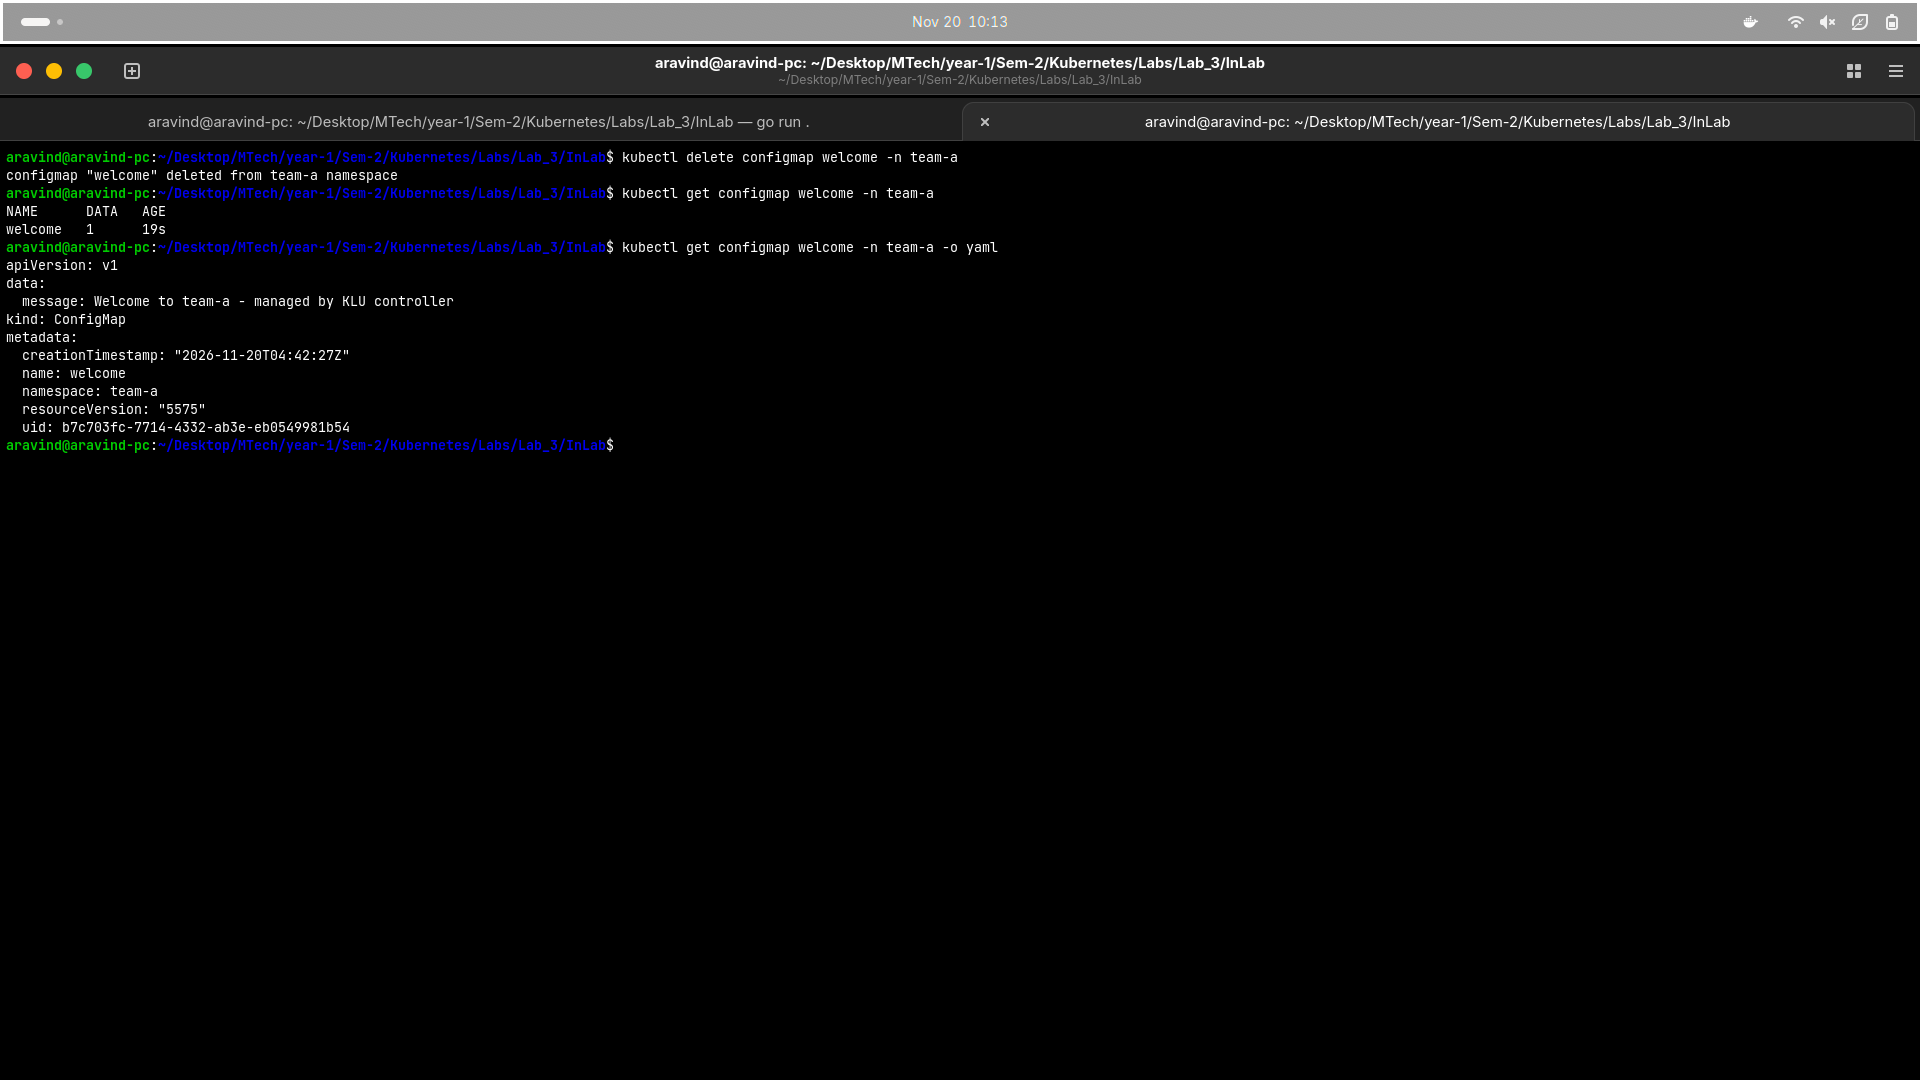 Nov 20 10:13
aravind@aravind-pc: ~/Desktop/MTech/year-1/Sem-2/Kubernetes/Labs/Lab_3/InLab
~/Desktop/MTech/year-1/Sem-2/Kubernetes/Labs/Lab_3/InLab
aravind@aravind-pc: ~/Desktop/MTech/year-1/Sem-2/Kubernetes/Labs/Lab_3/InLab — go run .
aravind@aravind-pc: ~/Desktop/MTech/year-1/Sem-2/Kubernetes/Labs/Lab_3/InLab
aravind@aravind-pc:~/Desktop/MTech/year-1/Sem-2/Kubernetes/Labs/Lab_3/InLab$ kubectl delete configmap welcome -n team-a
configmap "welcome" deleted from team-a namespace
aravind@aravind-pc:~/Desktop/MTech/year-1/Sem-2/Kubernetes/Labs/Lab_3/InLab$ kubectl get configmap welcome -n team-a
NAME      DATA   AGE
welcome   1      19s
aravind@aravind-pc:~/Desktop/MTech/year-1/Sem-2/Kubernetes/Labs/Lab_3/InLab$ kubectl get configmap welcome -n team-a -o yaml
apiVersion: v1
data:
  message: Welcome to team-a - managed by KLU controller
kind: ConfigMap
metadata:
  creationTimestamp: "2026-11-20T04:42:27Z"
  name: welcome
  namespace: team-a
  resourceVersion: "5575"
  uid: b7c703fc-7714-4332-ab3e-eb0549981b54
aravind@aravind-pc:~/Desktop/MTech/year-1/Sem-2/Kubernetes/Labs/Lab_3/InLab$